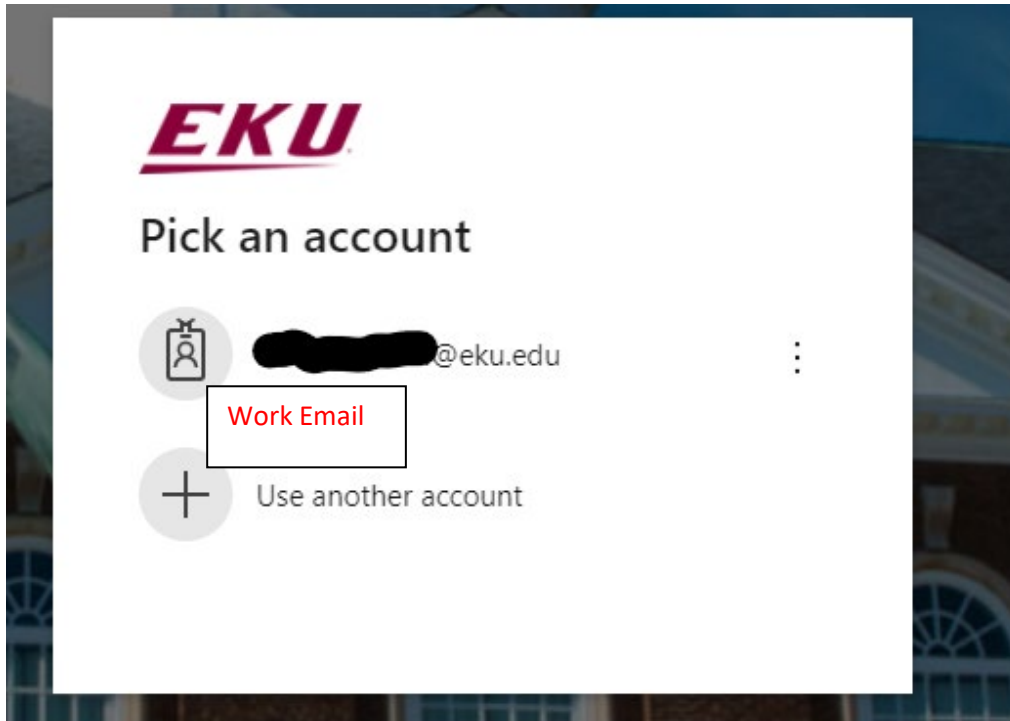 EKU
Pick an account
@eku.edu
Work Email
Use another account